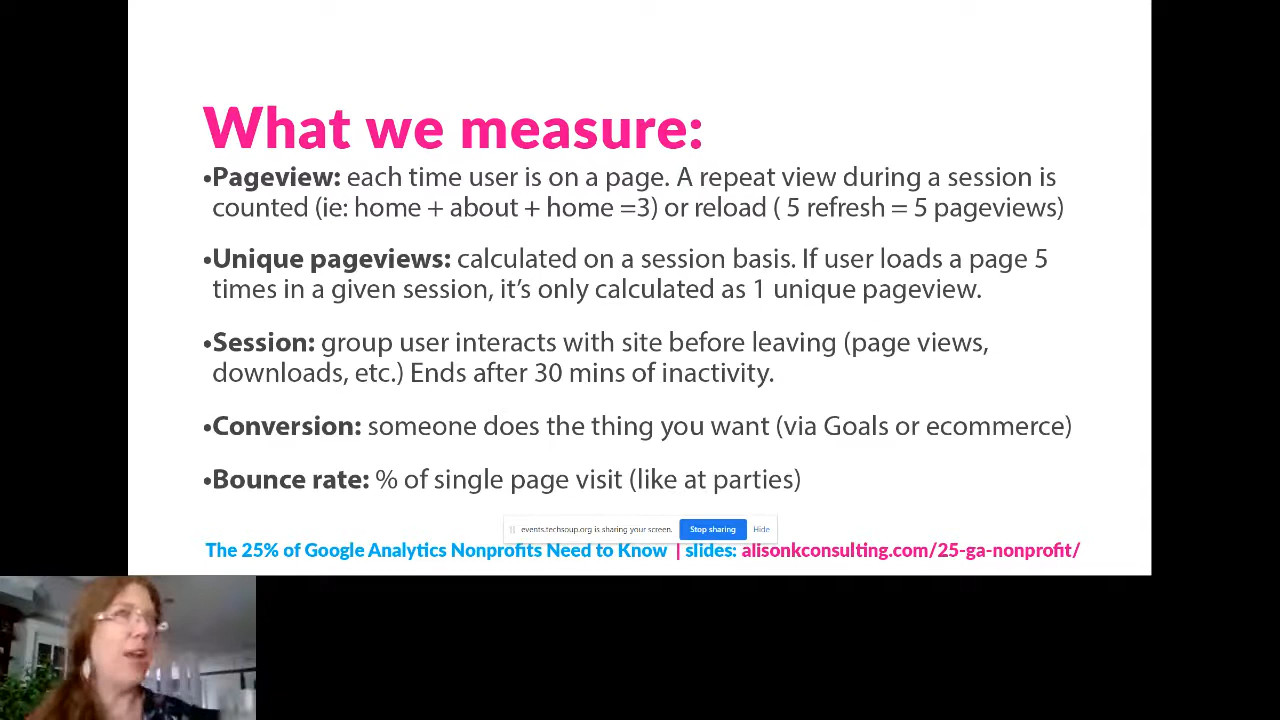 What we measure:
•Pageview: each time user is on a page. A repeat view during a session is
counted (ie: home + about + home =3) or reload ( 5 refresh = 5 pageviews)
•Unique pageviews: calculated on a session basis. If user loads a page 5
times in a given session, it's only calculated as 1 unique pageview.
•Session: group user interacts with site before leaving (page views,
downloads, etc.) Ends after 30 mins of inactivity.
•Conversion: someone does the thing you want (via Goals or ecommerce)
•Bounce rate: % of single page visit (like at parties)
events.techsoup.org is sharing your screen. Stop sharing Hide
The 25% of Google Analytics Nonprofits Need to Know | slides: alisonkconsulting.com/25-ga-nonprofit/